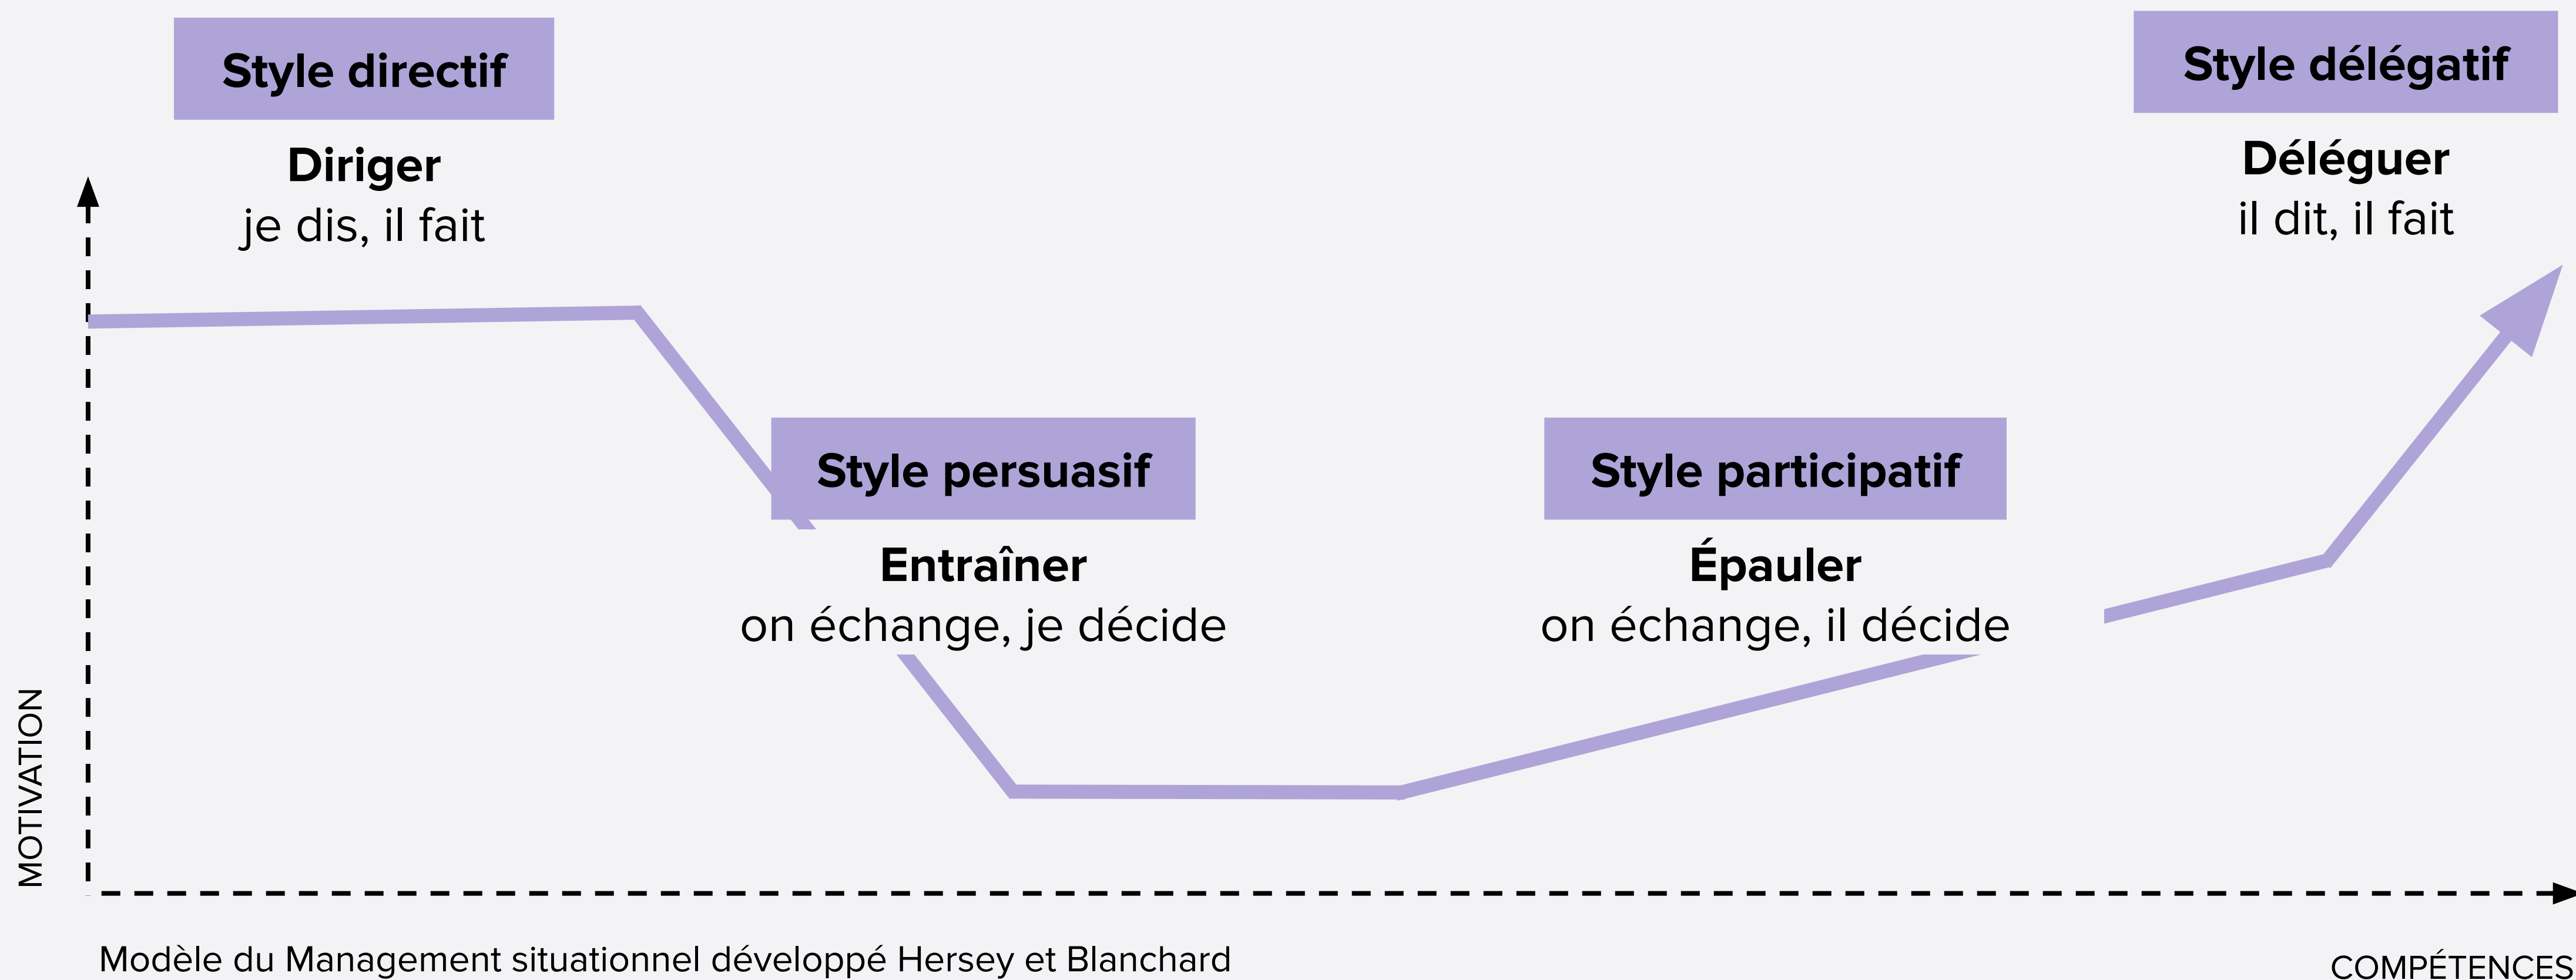 Style directif
Diriger
je dis, il fait
Style délégatif
Déléguer
il dit, il fait
Style persuasif
Entraîner
on échange, je décide
Style participatif
Épauler
on échange, il décide
MOTIVATION
Modèle du Management situationnel développé Hersey et Blanchard
COMPÉTENCES